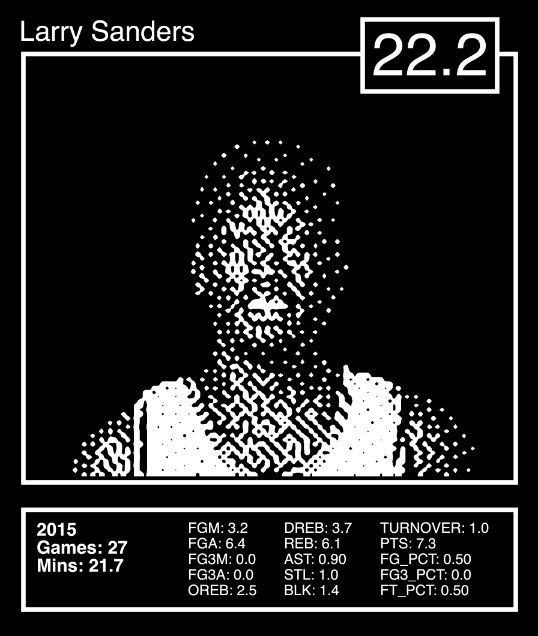 Larry Sanders
22.2
2015
Games: 27
Mins: 21.7
FGM: 3.2
FGA: 6.4
FG3M: 0.0
FG3A: 0.0
OREB: 2.5
DREB: 3.7
REB: 6.1
AST: 0.90
STL: 1.0
BLK: 1.4
TURNOVER: 1.0
PTS: 7.3
FG_PCT: 0.50
FG3_PCT: 0.0
FT_PCT: 0.50